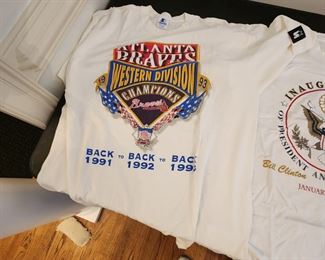 ATLANTA
BRAVES
WESTERN DIVISION
19 93
CHAMPIONS
Braves
BACK TO BACK TO BACK
1991 1992 1993
INAUG
OF PRESIDENT AN
Bill Clinton
JANUAR